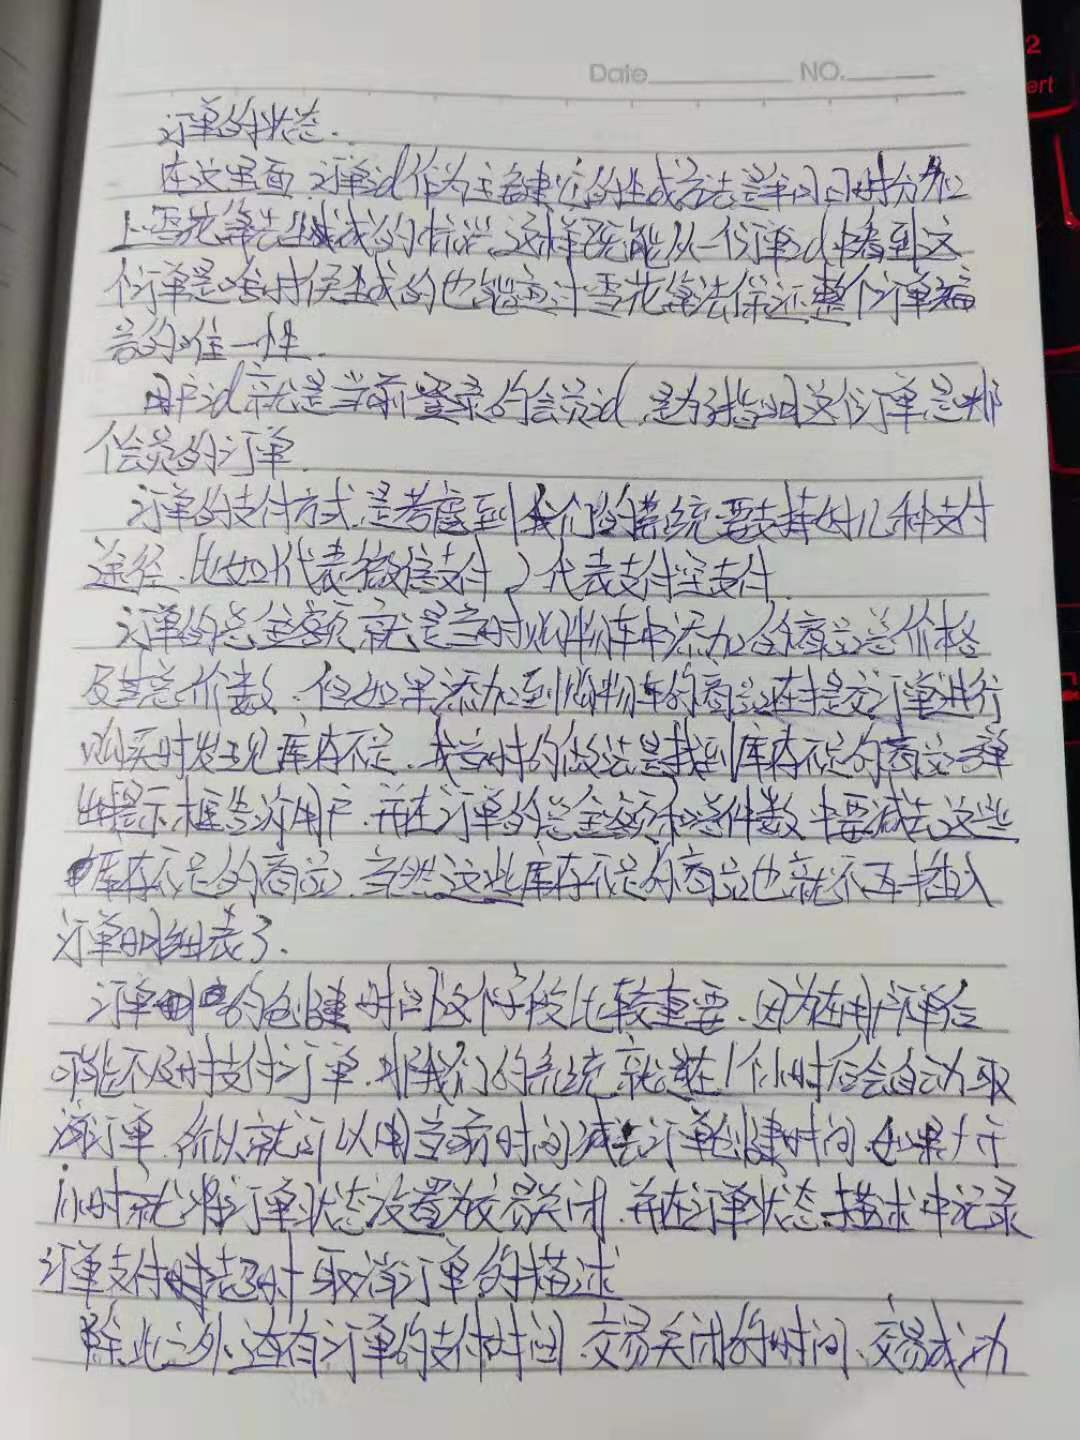 Date NO.
订单的状态.
在这里面,订单id作为主键它的生成方法是年月日时分加
上雪花算法生成的标识,这样既能从一个订单id中看到这
个订单是啥时候生成的也能通过雪花算法保证整个订单编
号的唯一性.
用户id就是当前登录的会员id,是为了指明这个订单是哪
个会员的订单.
订单的支付方式,是考虑到我们的系统要支持好几种支付
途径,比如1代表微信支付,2代表支付宝支付.
订单的总金额就是当时购物车中添加的商品总价格
及其总价数,但如果添加到购物车的商品在提交订单进行
购买时发现库存不足,我当时的做法是找到库存不足的商品弹
出提示框告诉用户,并在订单的总金额和总件数中要减去这些
库存不足的商品,当然这些库存不足的商品也就不再插入
订单明细表了.
订单的创建时间这个字段比较重要,因为在用户下单后
可能不及时支付订单,那我们的系统就在1个小时后会自动取
消订单,所以就可以用当前时间减去订单创建时间,如果大于
1小时就将订单状态设置为交易关闭,并在订单状态描述中记录
订单支付超时取消订单的描述
除此之外,还有订单的支付时间、交易关闭的时间、交易成功